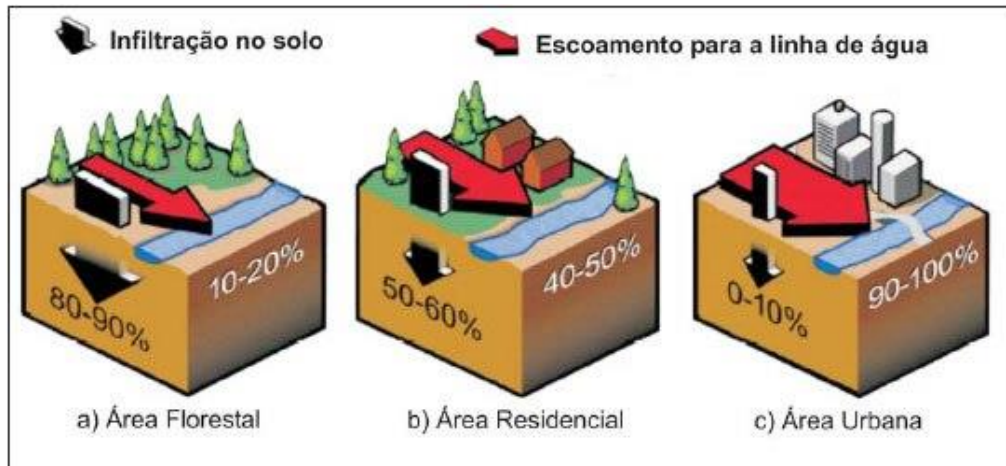 Infiltração no solo
Escoamento para a linha de água
80-90%
10-20%
50-60%
40-50%
0-10%
90-100%
a) Área Florestal
b) Área Residencial
c) Área Urbana